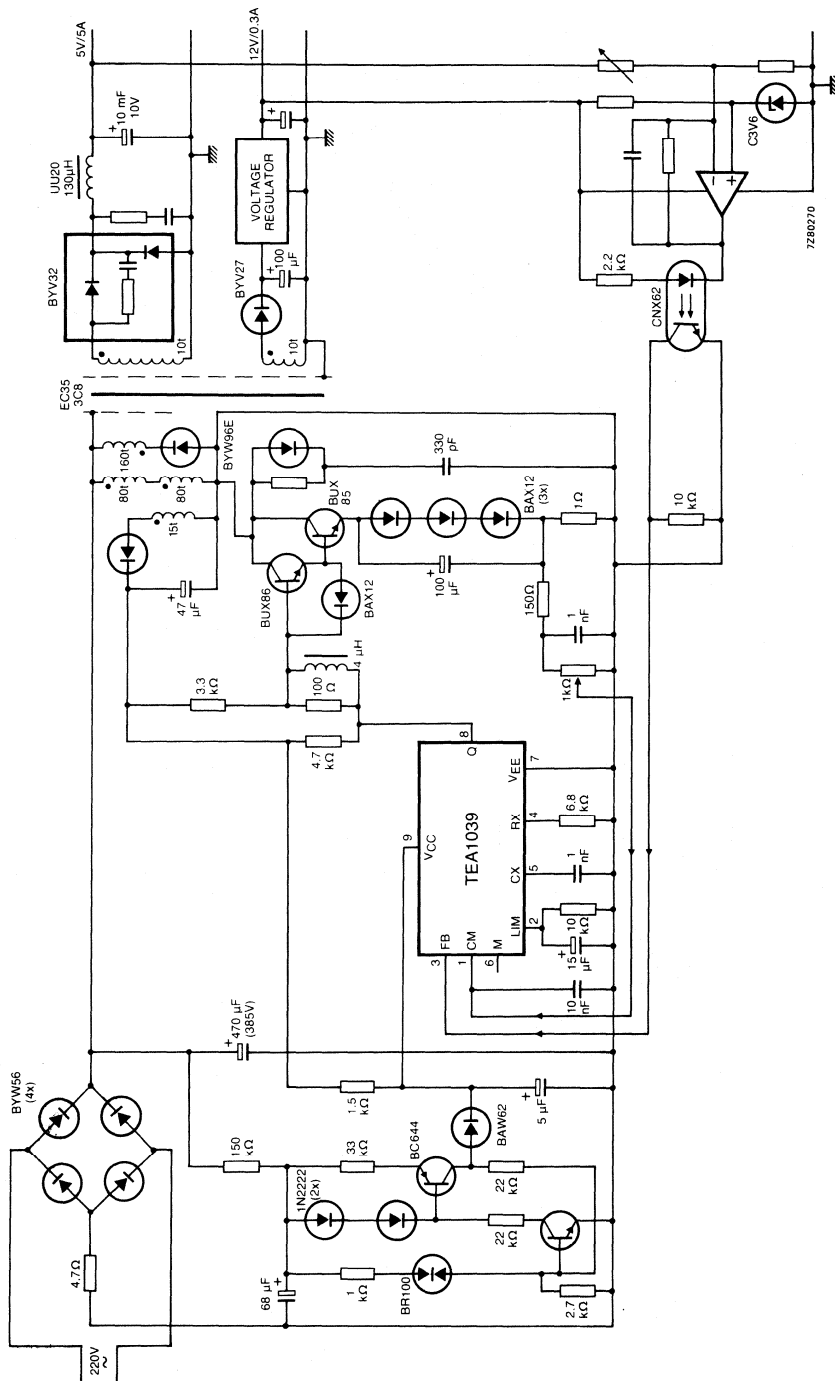 220V
~
4.7Ω
BYW56
(4x)
68 µF
+
1
kΩ
BR100
2.7
kΩ
1N2222
(2x)
22
kΩ
150
kΩ
33
kΩ
BC644
22
kΩ
BAW62
+
470 µF
(385V)
1.5
kΩ
+
5 µF
TEA1039
3
FB
1
CM
6
M
LIM
2
CX
5
RX
4
VEE
7
VCC
9
Q
8
10
nF
+
15
µF
10
kΩ
1
nF
6.8
kΩ
4.7
kΩ
3.3
kΩ
100
Ω
4 µH
+
47
µF
15t
80t
80t
160t
BYW96E
BUX86
BUX
85
BAX12
+
100
µF
BAX12
(3x)
330
pF
150Ω
1Ω
1
nF
1kΩ
EC35
3C8
10t
BYV32
UU20
130µH
+
10 mF
10V
5V/5A
10t
BYV27
+
100
µF
VOLTAGE
REGULATOR
+
12V/0.3A
10
kΩ
CNX62
2.2
kΩ
−
+
C3V6
7Z80270